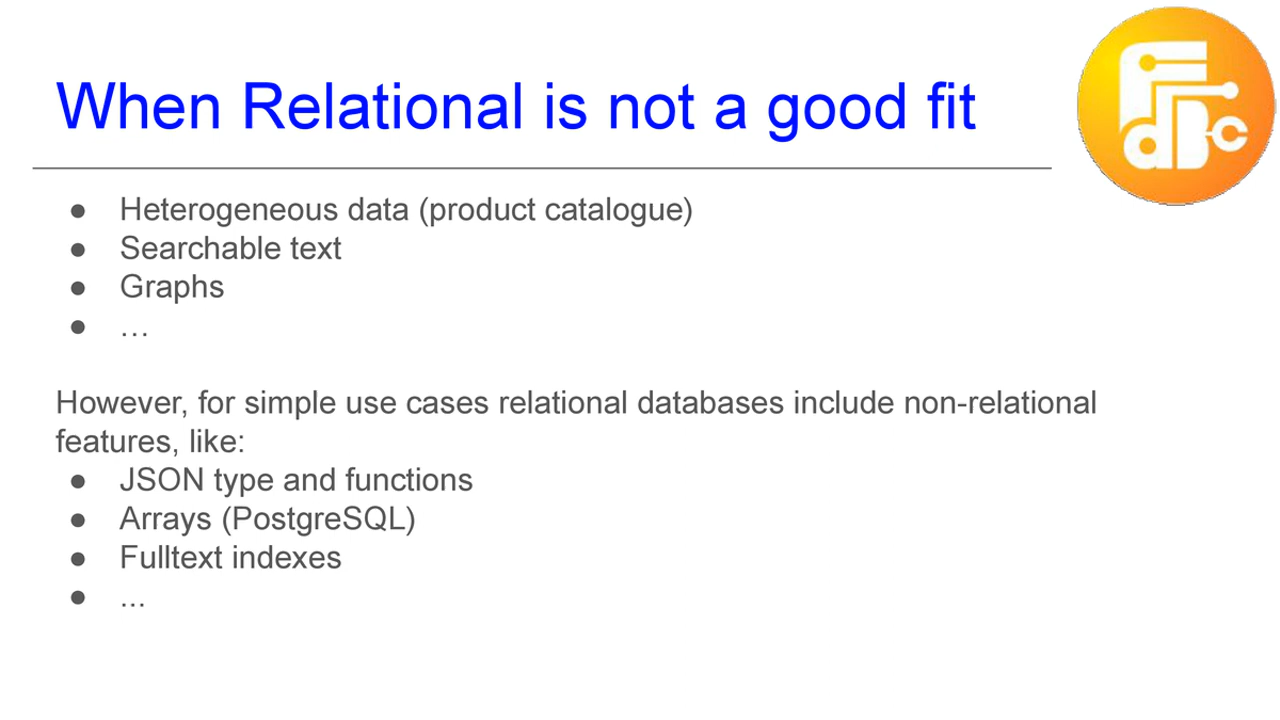 When Relational is not a good fit
● Heterogeneous data (product catalogue)
● Searchable text
● Graphs
● …
However, for simple use cases relational databases include non-relational
features, like:
● JSON type and functions
● Arrays (PostgreSQL)
● Fulltext indexes
● ...